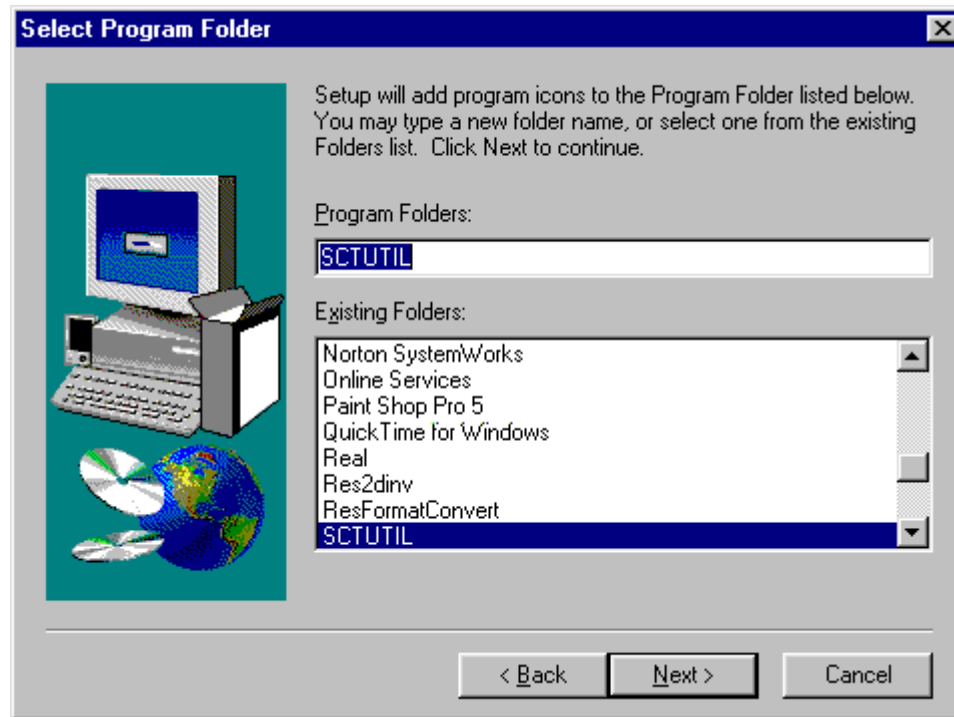 Select Program Folder
Setup will add program icons to the Program Folder listed below.
You may type a new folder name, or select one from the existing
Folders list.  Click Next to continue.
Program Folders:
SCTUTIL
Existing Folders:
Norton SystemWorks
Online Services
Paint Shop Pro 5
QuickTime for Windows
Real
Res2dinv
ResFormatConvert
SCTUTIL
< Back
Next >
Cancel